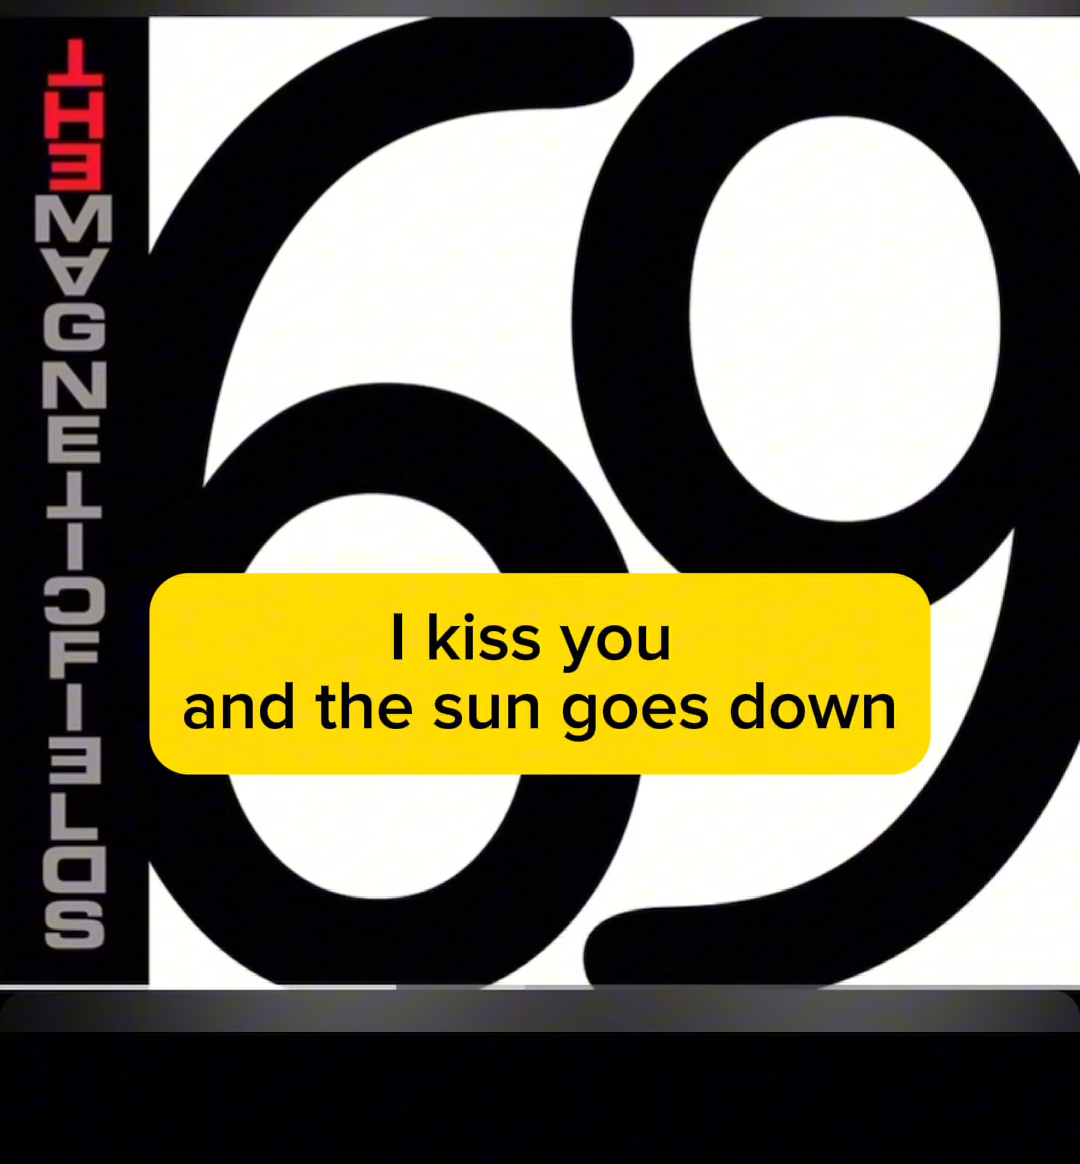 THE MAGNETIC FIELDS
69
I kiss you
and the sun goes down